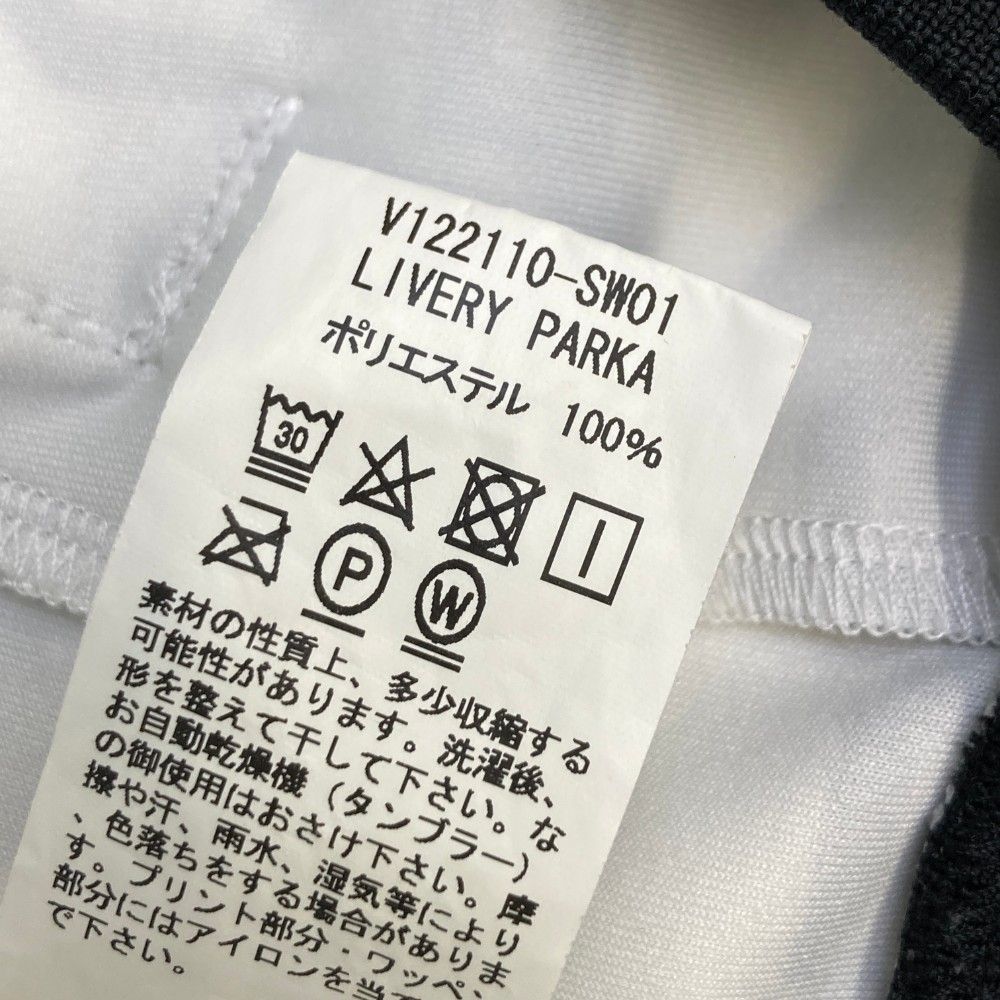 V122110-SW01
LIVERY PARKA
ポリエステル 100%
30
P
W
素材の性質上、多少収縮する
可能性があります。洗濯後、
形を整えて干して下さい。な
お自動乾燥機（タンブラー）
の御使用はおさけ下さい。摩
擦や汗、雨水、湿気等により
、色落ちをする場合がありま
す。プリント部分・ワッペ、
部分にはアイロンを当て
で下さい。